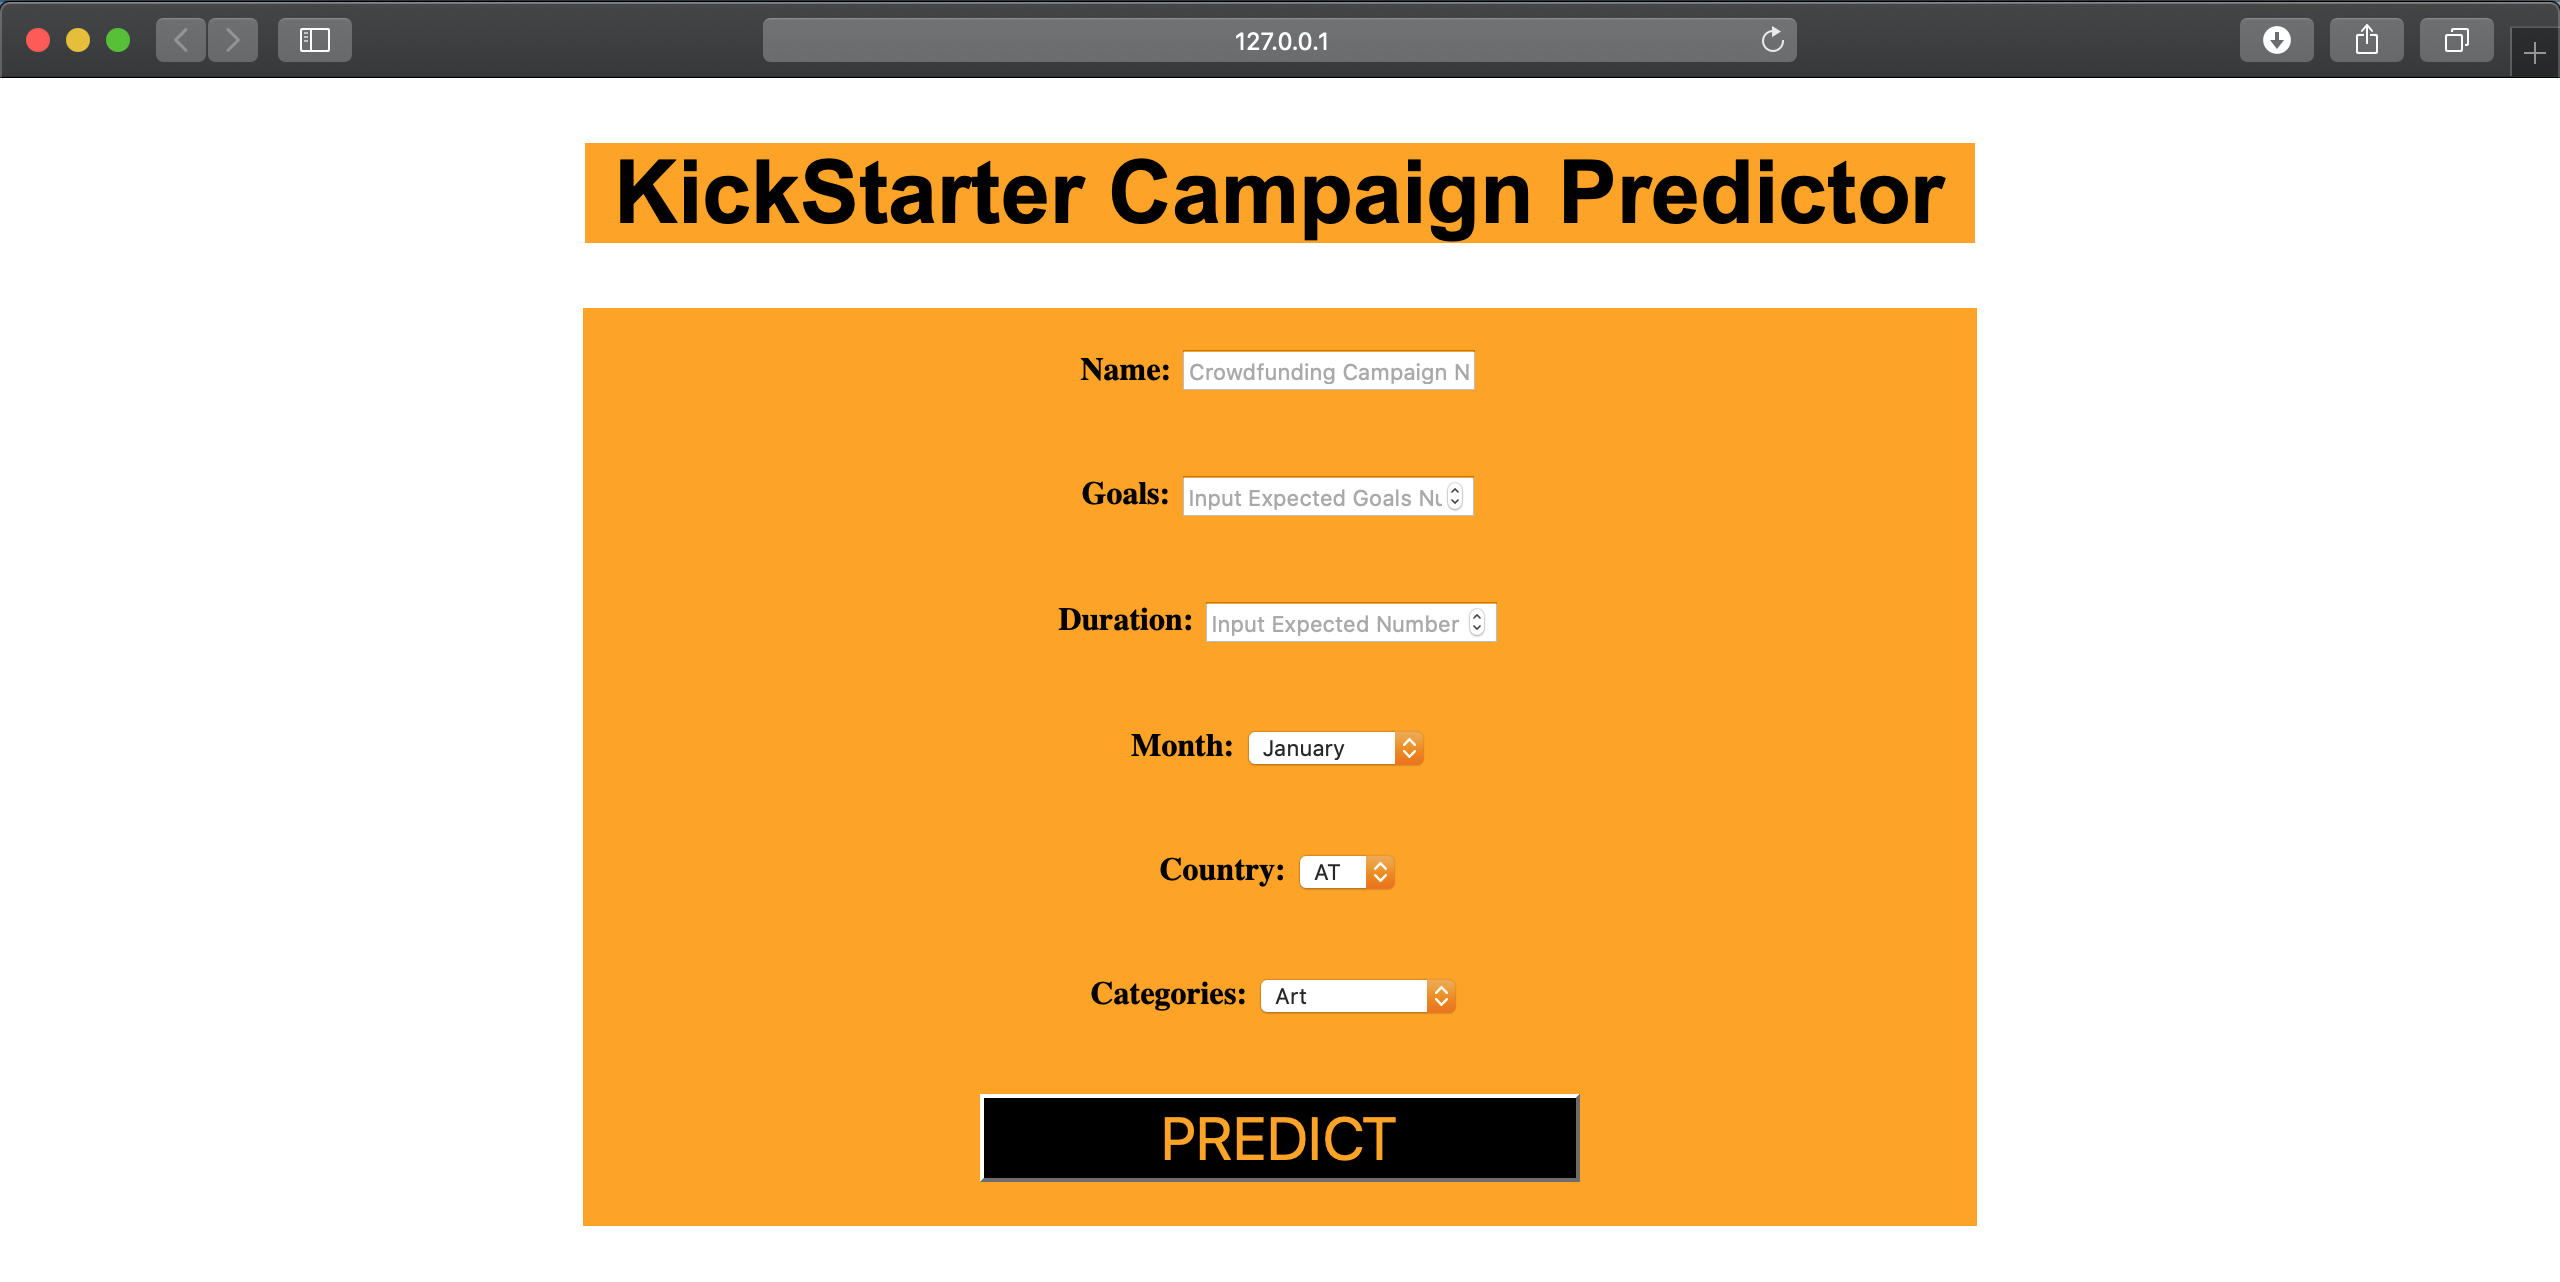 127.0.0.1
KickStarter Campaign Predictor
Name: Crowdfunding Campaign N
Goals: Input Expected Goals Nu
Duration: Input Expected Number
Month: January
Country: AT
Categories: Art
PREDICT